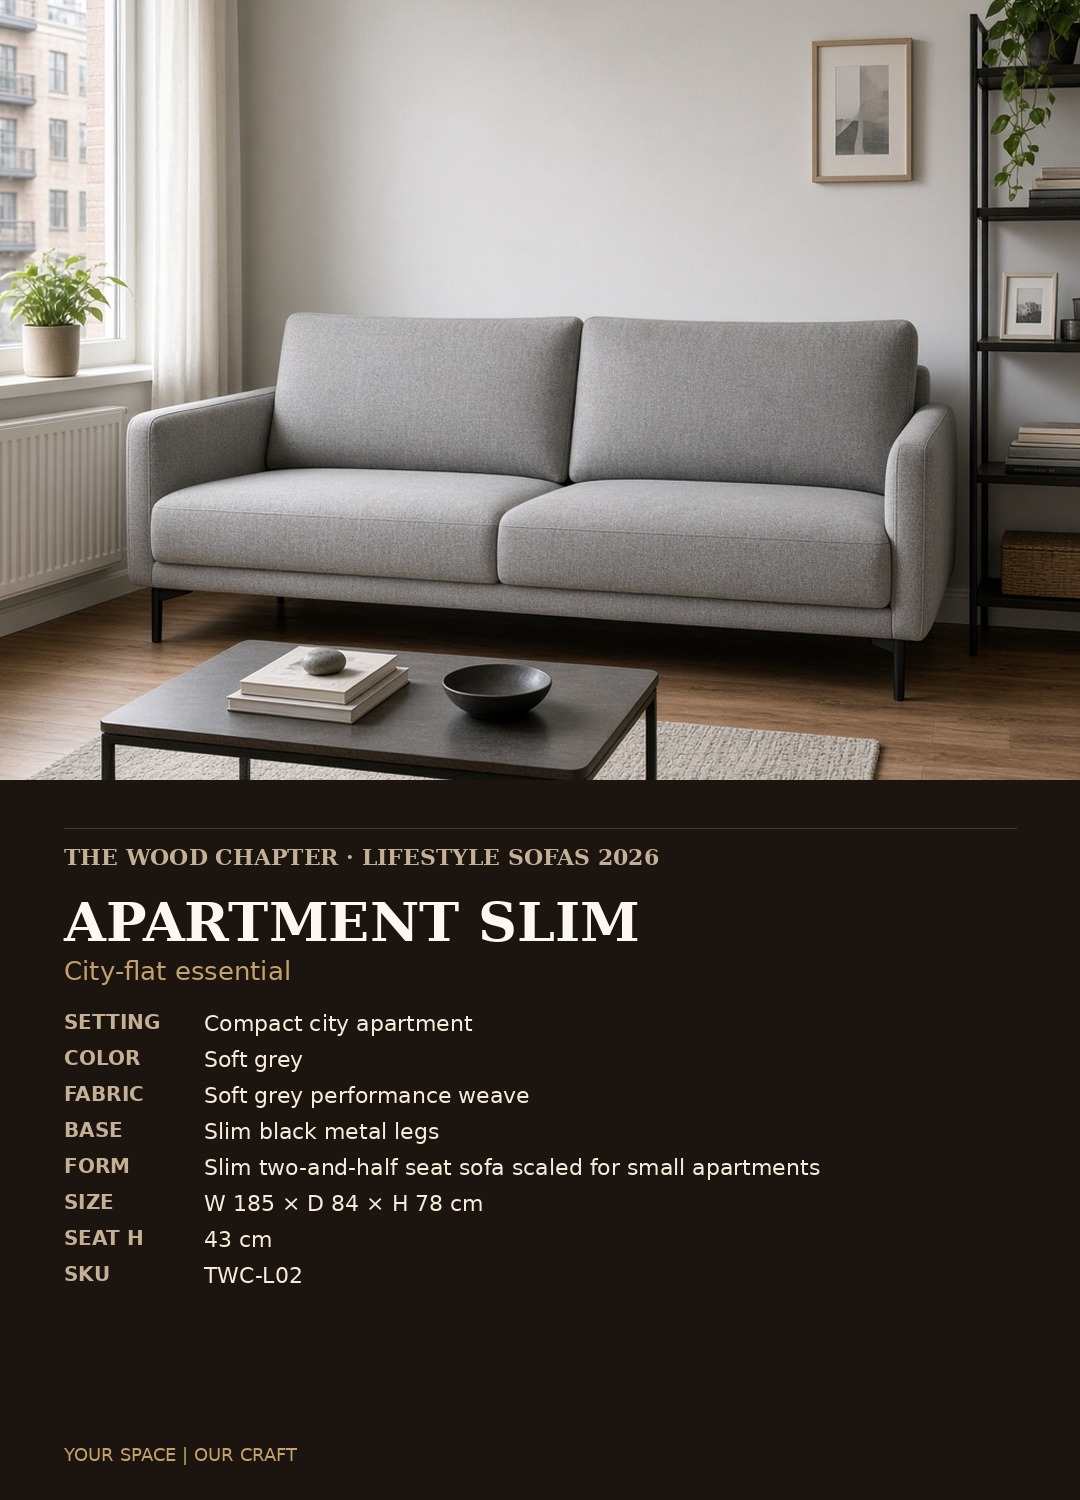 THE WOOD CHAPTER · LIFESTYLE SOFAS 2026
APARTMENT SLIM
City-flat essential
SETTING Compact city apartment
COLOR Soft grey
FABRIC Soft grey performance weave
BASE Slim black metal legs
FORM Slim two-and-half seat sofa scaled for small apartments
SIZE W 185 × D 84 × H 78 cm
SEAT H 43 cm
SKU TWC-L02
YOUR SPACE | OUR CRAFT